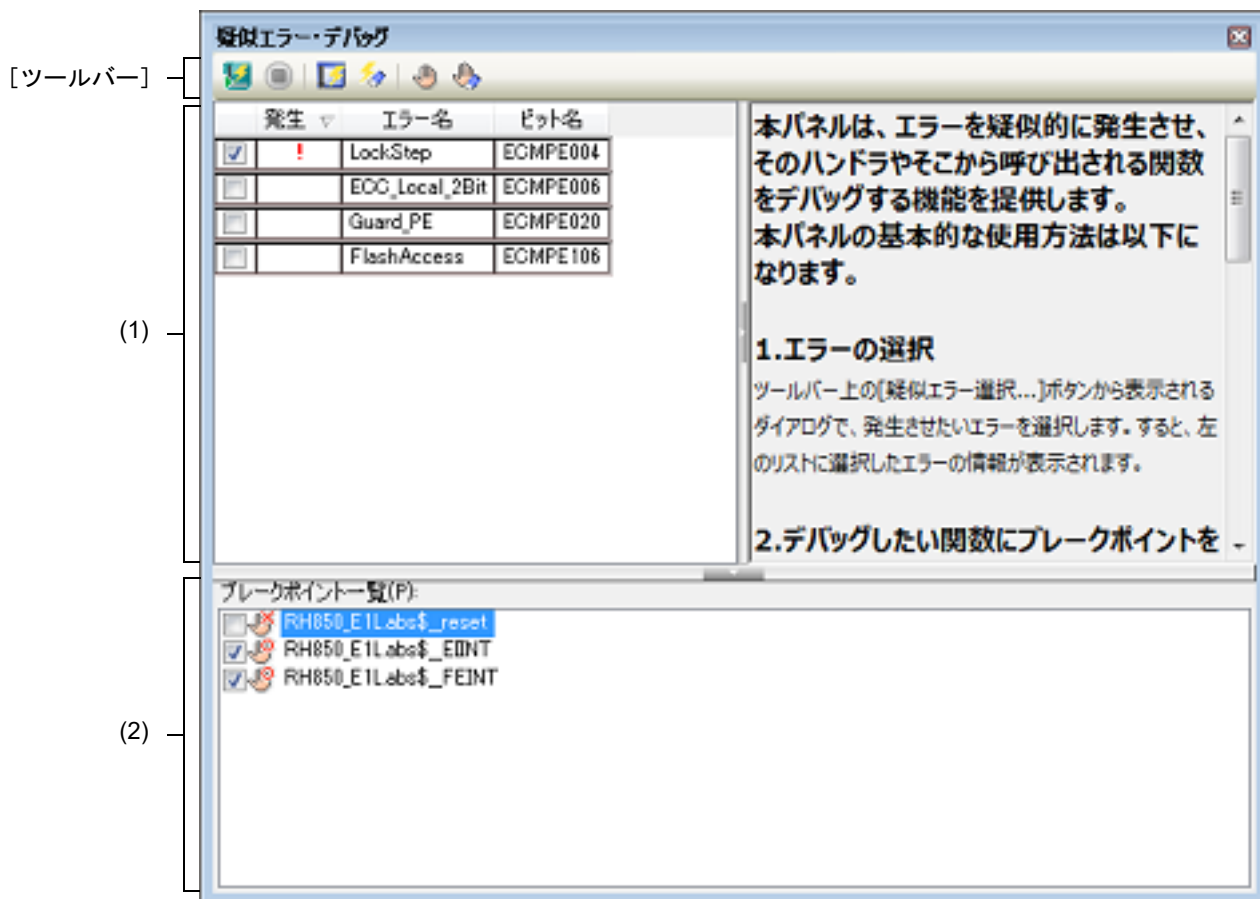 疑似エラー・デバッグ
[ツールバー]
発生 エラー名 ビット名
! LockStep ECMPE004
ECC_Local_2Bit ECMPE006
Guard_PE ECMPE020
FlashAccess ECMPE106
(1)
本パネルは、エラーを疑似的に発生させ、
そのハンドラやそこから呼び出される関数
をデバッグする機能を提供します。
本パネルの基本的な使用方法は以下に
なります。
1.エラーの選択
ツールバー上の[疑似エラー選択...]ボタンから表示される
ダイアログで、発生させたいエラーを選択します。すると、左
のリストに選択したエラーの情報が表示されます。
2.デバッグしたい関数にブレークポイントを
ブレークポイント一覧(P):
RH850_E1L.abs$_reset
RH850_E1L.abs$_EIINT
RH850_E1L.abs$_FEINT
(2)